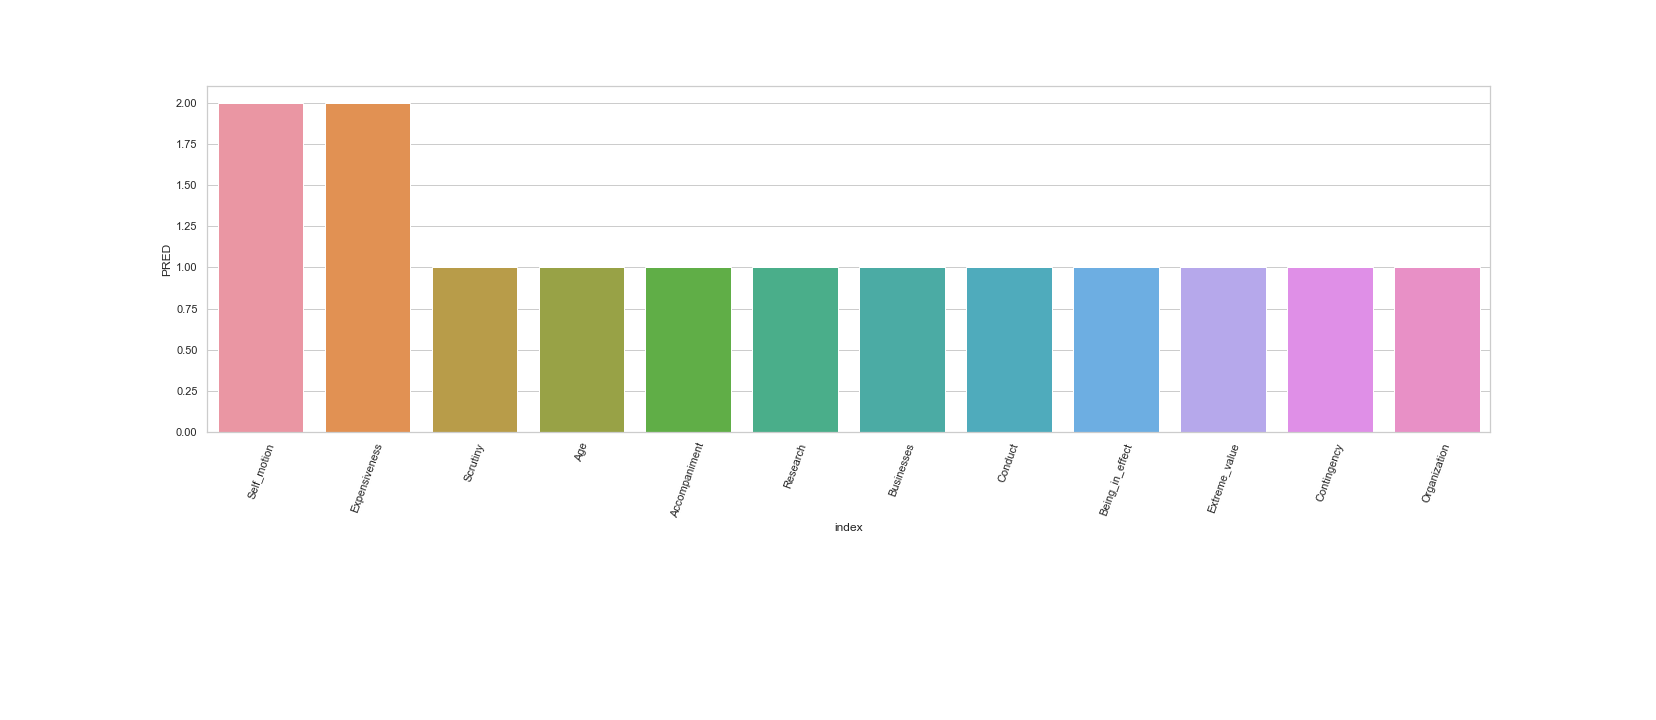 2.00
1.75
1.50
1.25
1.00
0.75
0.50
0.25
0.00
PRED
Self_motion
Expensiveness
Scrutiny
Age
Accompaniment
Research
Businesses
Conduct
Being_in_effect
Extreme_value
Contingency
Organization
index